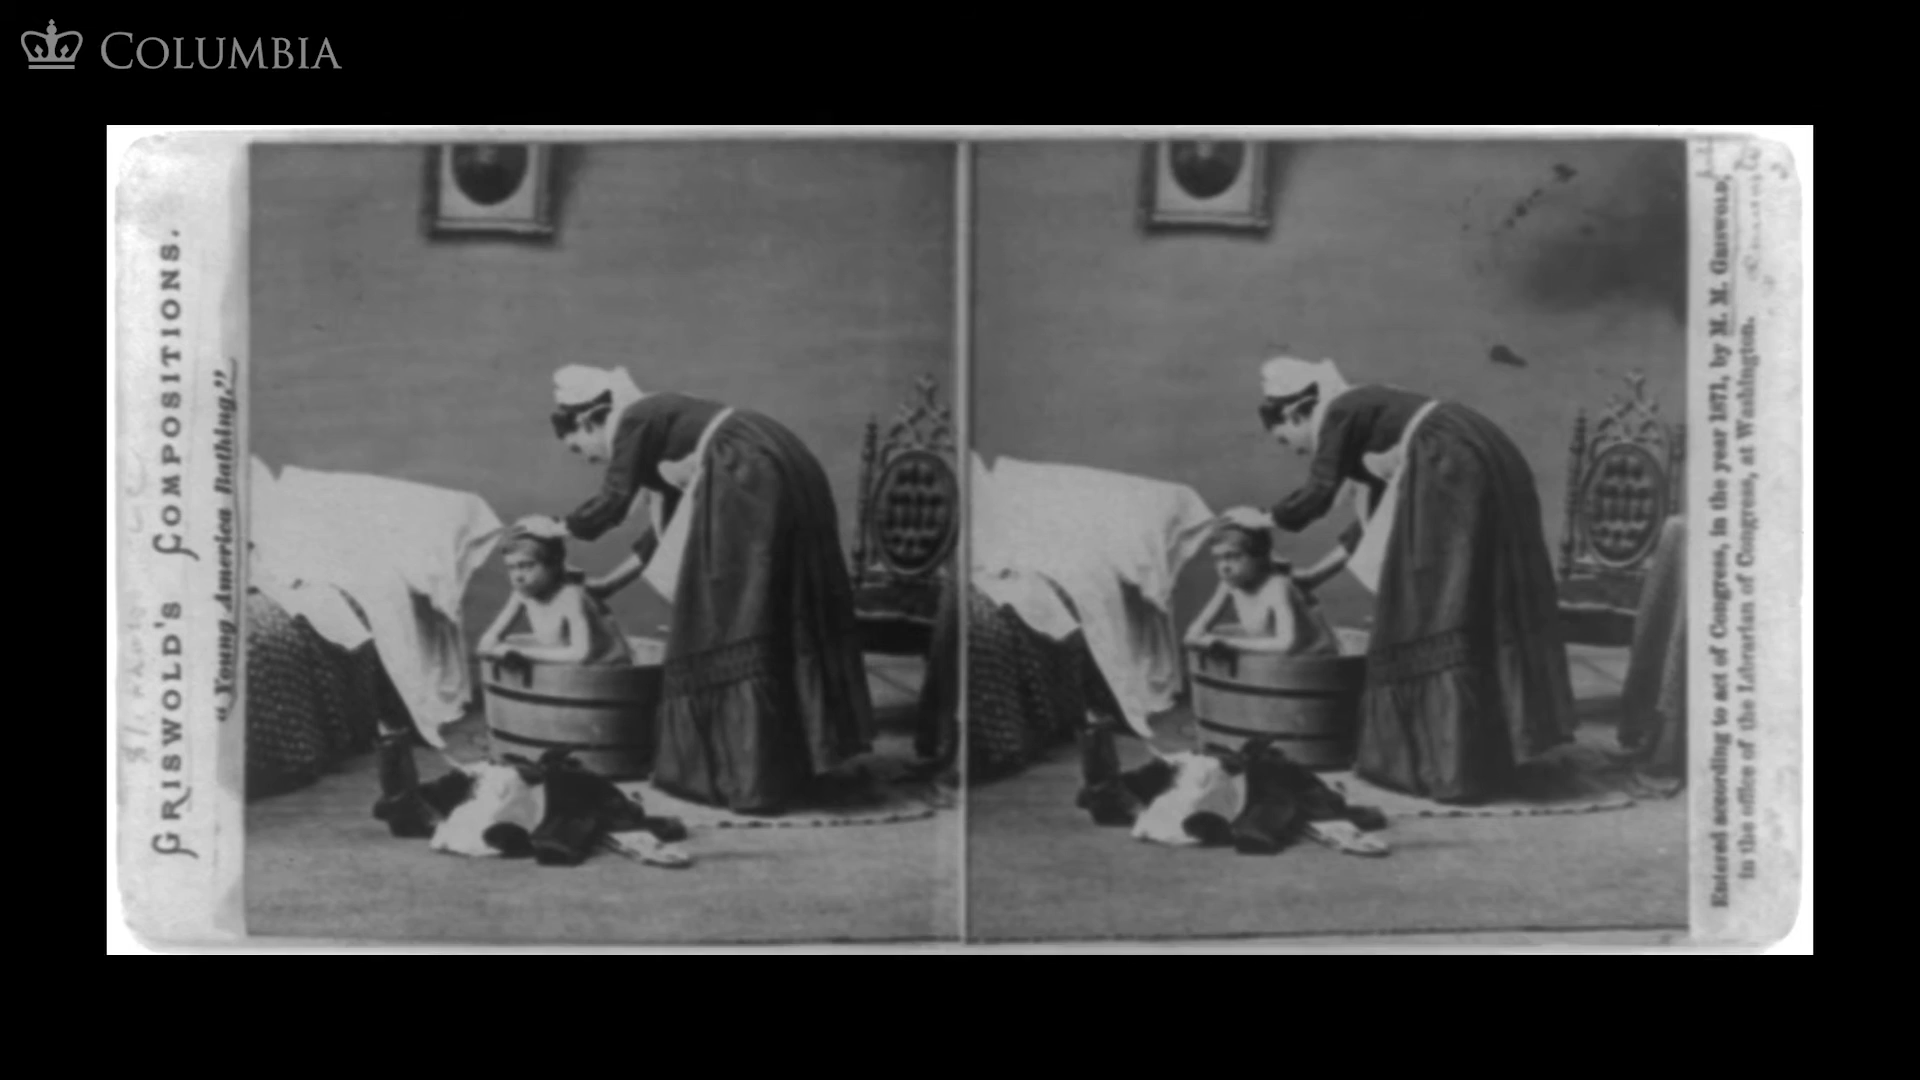 COLUMBIA
GRISWOLD'S COMPOSITIONS.
"Young America Bathing,"
Entered according to act of Congress, in the year 1871, by M. M. GRISWOLD,
in the office of the Librarian of Congress, at Washington.